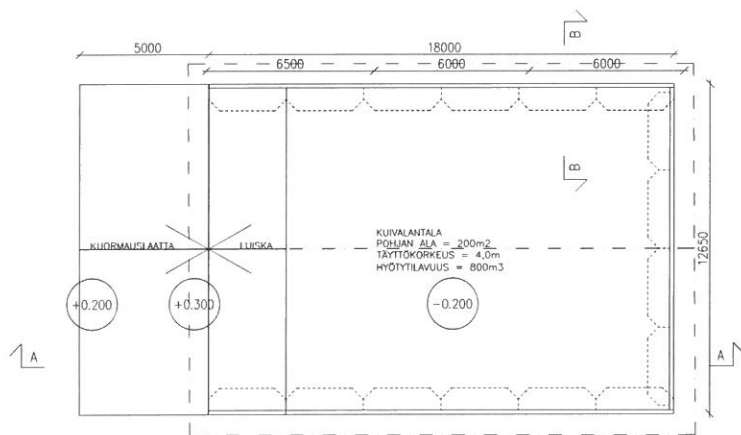 B
5000
18000
6500
6000
6000
B
KUORMAUSLAATTA
LUISKA
KUIVALANTALA
POHJAN ALA = 200m2
TÄYTTÖKORKEUS = 4,0m
HYÖTYTILAVUUS = 800m3
12650
+0.200
+0.300
-0.200
A
A